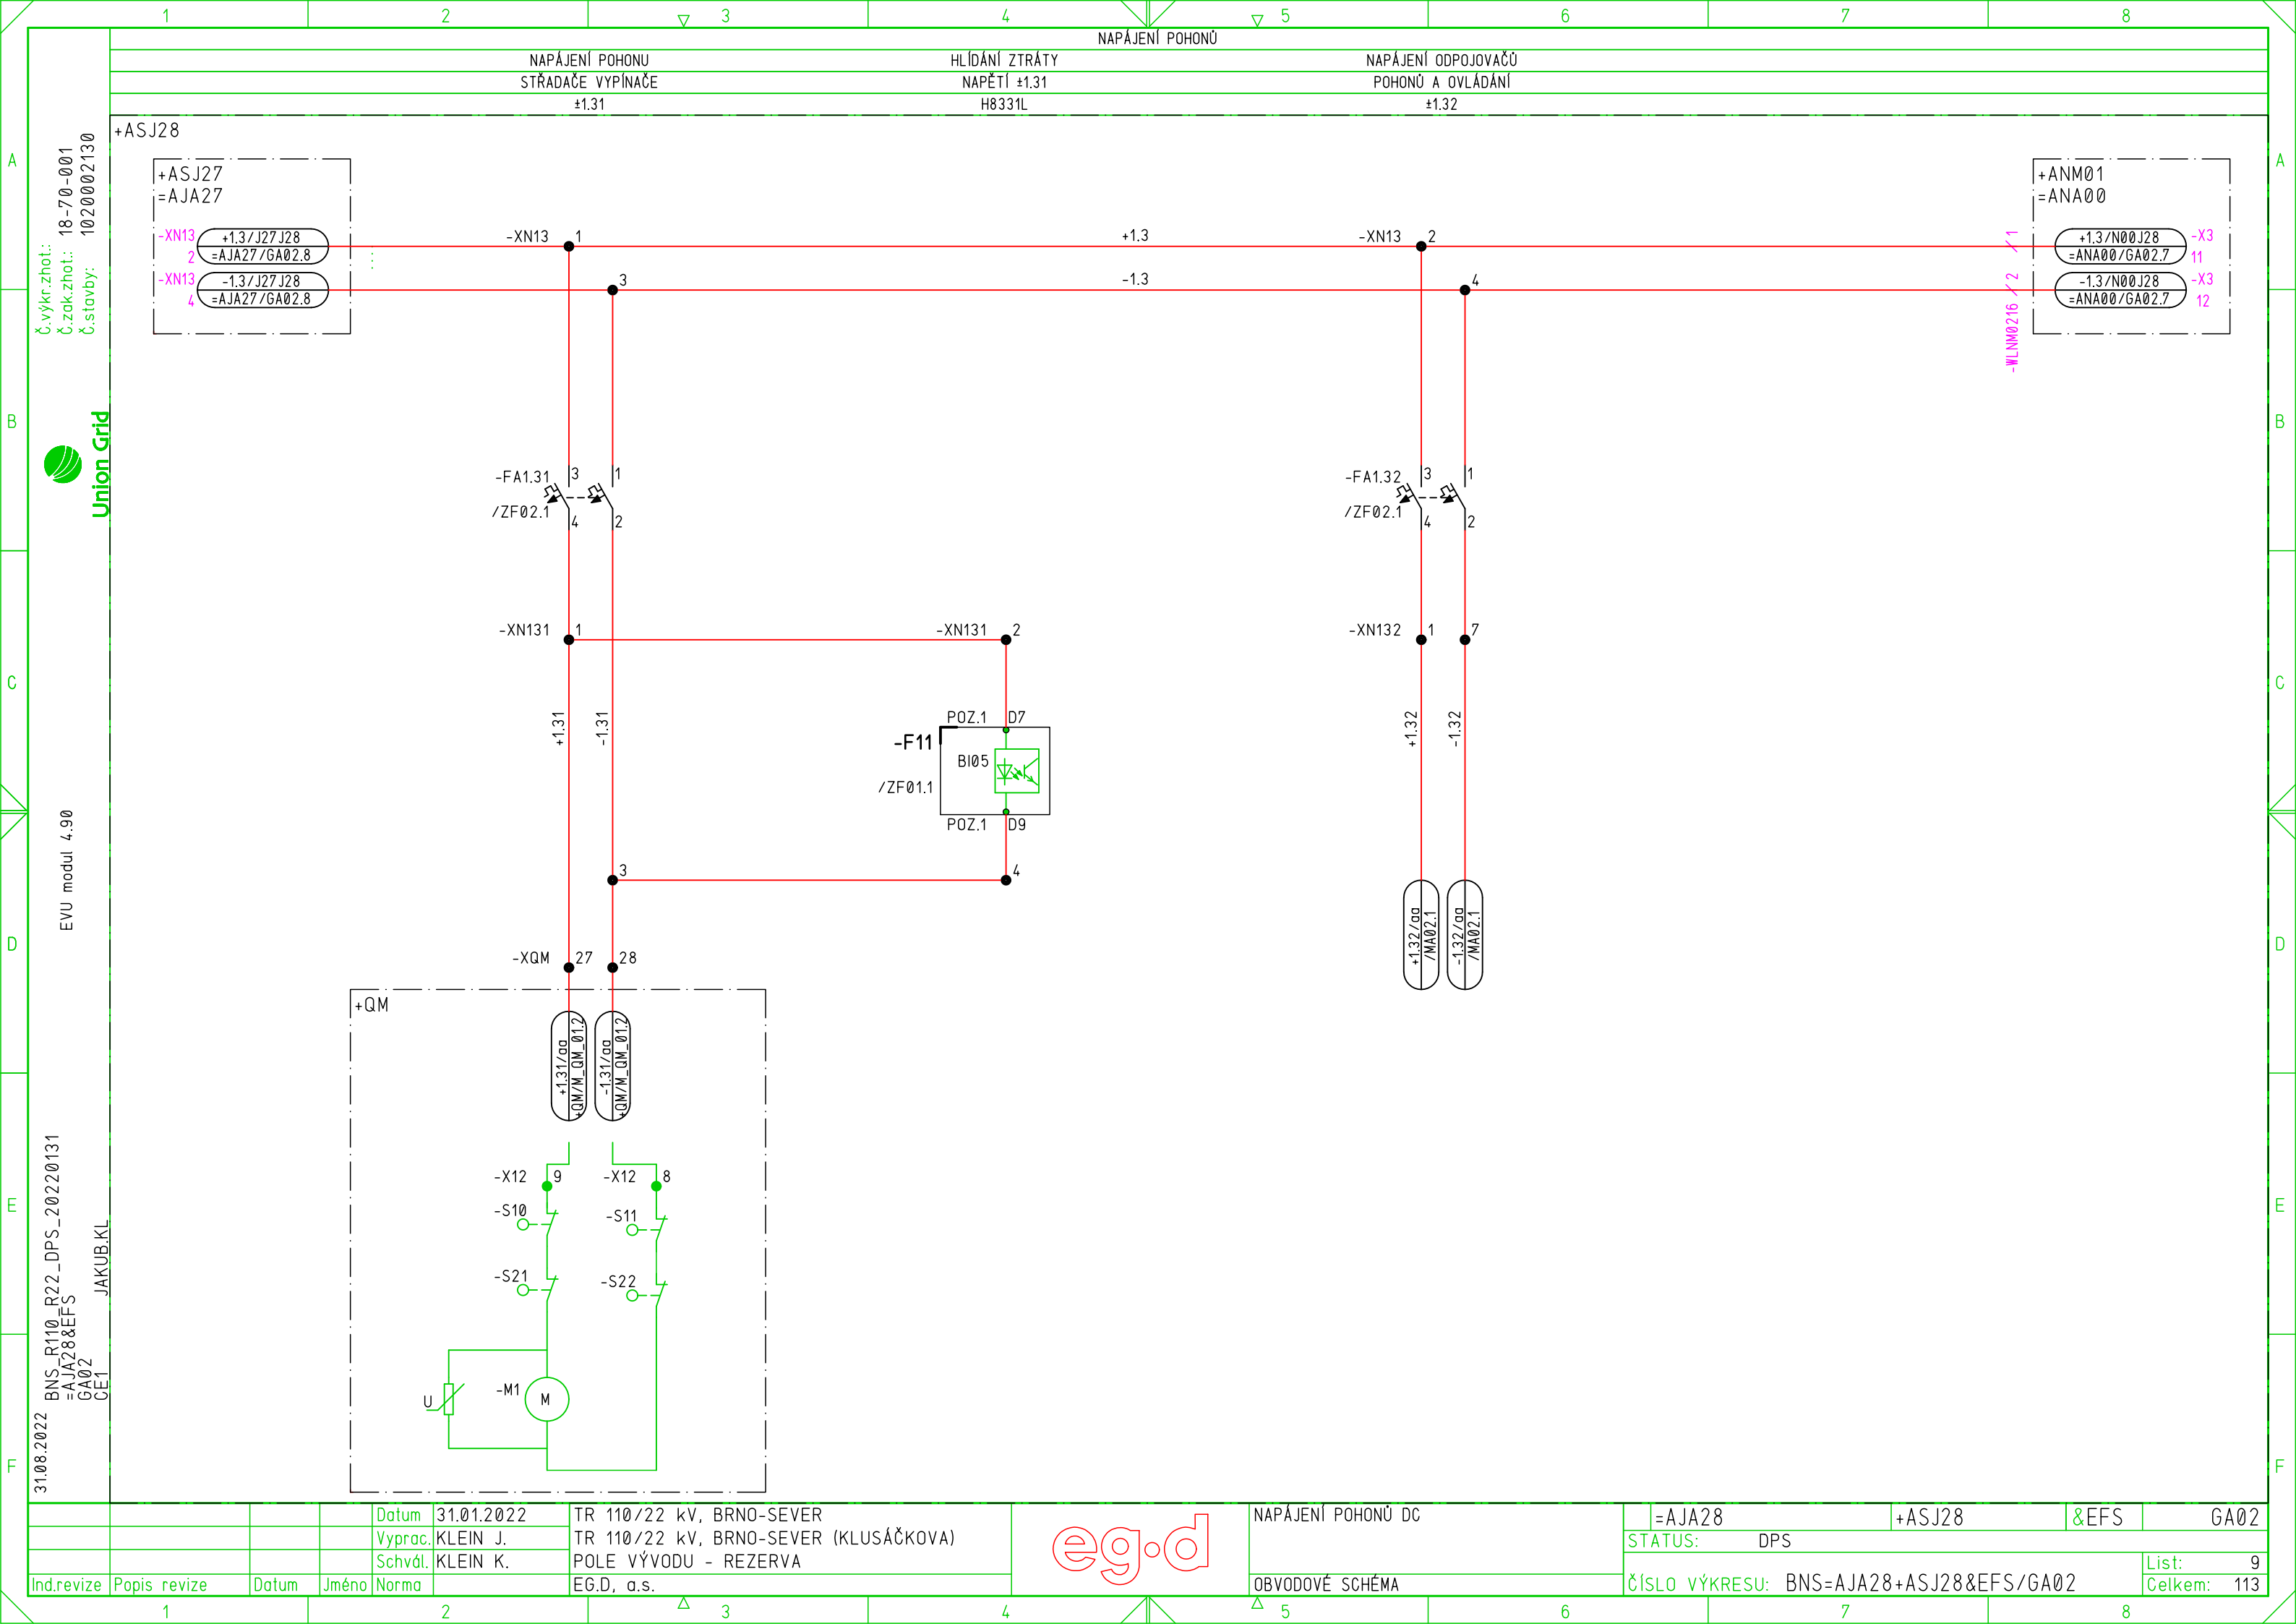 1 2 3 4 5 6 7 8
NAPÁJENÍ POHONŮ
NAPÁJENÍ POHONU
STŘADAČE VYPÍNAČE
±1.31
HLÍDÁNÍ ZTRÁTY
NAPĚTÍ ±1.31
H8331L
NAPÁJENÍ ODPOJOVAČŮ
POHONŮ A OVLÁDÁNÍ
±1.32
A
B
C
D
E
F
A
B
C
D
E
F
Č.výkr.zhot.:
Č.zak.zhot.: 18-70-001
Č.stavby: 1020002130
Union Grid
EVU modul 4.90
BNS_R110_R22_DPS_20220131
=AJA28&EFS
GA02
CE1 JAKUB.KL
31.08.2022
+ASJ28
+ASJ27
=AJA27
-XN13
2
+1.3/J27J28
=AJA27/GA02.8
-XN13
4
-1.3/J27J28
=AJA27/GA02.8
-XN13 1
3
+1.3
-1.3
-XN13 2
4
+ANM01
=ANA00
/1
/2
-WLNM0216
+1.3/N00J28
=ANA00/GA02.7
-X3
11
-1.3/N00J28
=ANA00/GA02.7
-X3
12
-FA1.31
/ZF02.1
3 1
4 2
-FA1.32
/ZF02.1
3 1
4 2
-XN131 1
-XN131 2
-XN132 1 7
+1.31
-1.31
+1.32
-1.32
POZ.1 D7
-F11
BI05
/ZF01.1
POZ.1 D9
3
4
+1.32/aa
/MA02.1
-1.32/aa
/MA02.1
-XQM 27 28
+QM
+1.31/aa
+QM/M_QM_01.2
-1.31/aa
+QM/M_QM_01.2
-X12 9
-X12 8
-S10
-S11
-S21
-S22
U
-M1
M
Ind.revize Popis revize Datum Jméno
Datum 31.01.2022
Vyprac. KLEIN J.
Schvál. KLEIN K.
Norma
TR 110/22 kV, BRNO-SEVER
TR 110/22 kV, BRNO-SEVER (KLUSÁČKOVA)
POLE VÝVODU - REZERVA
EG.D, a.s.
eg·d
NAPÁJENÍ POHONŮ DC
OBVODOVÉ SCHÉMA
=AJA28 +ASJ28 &EFS GA02
STATUS: DPS
List: 9
ČÍSLO VÝKRESU: BNS=AJA28+ASJ28&EFS/GA02
Celkem: 113
1 2 3 4 5 6 7 8